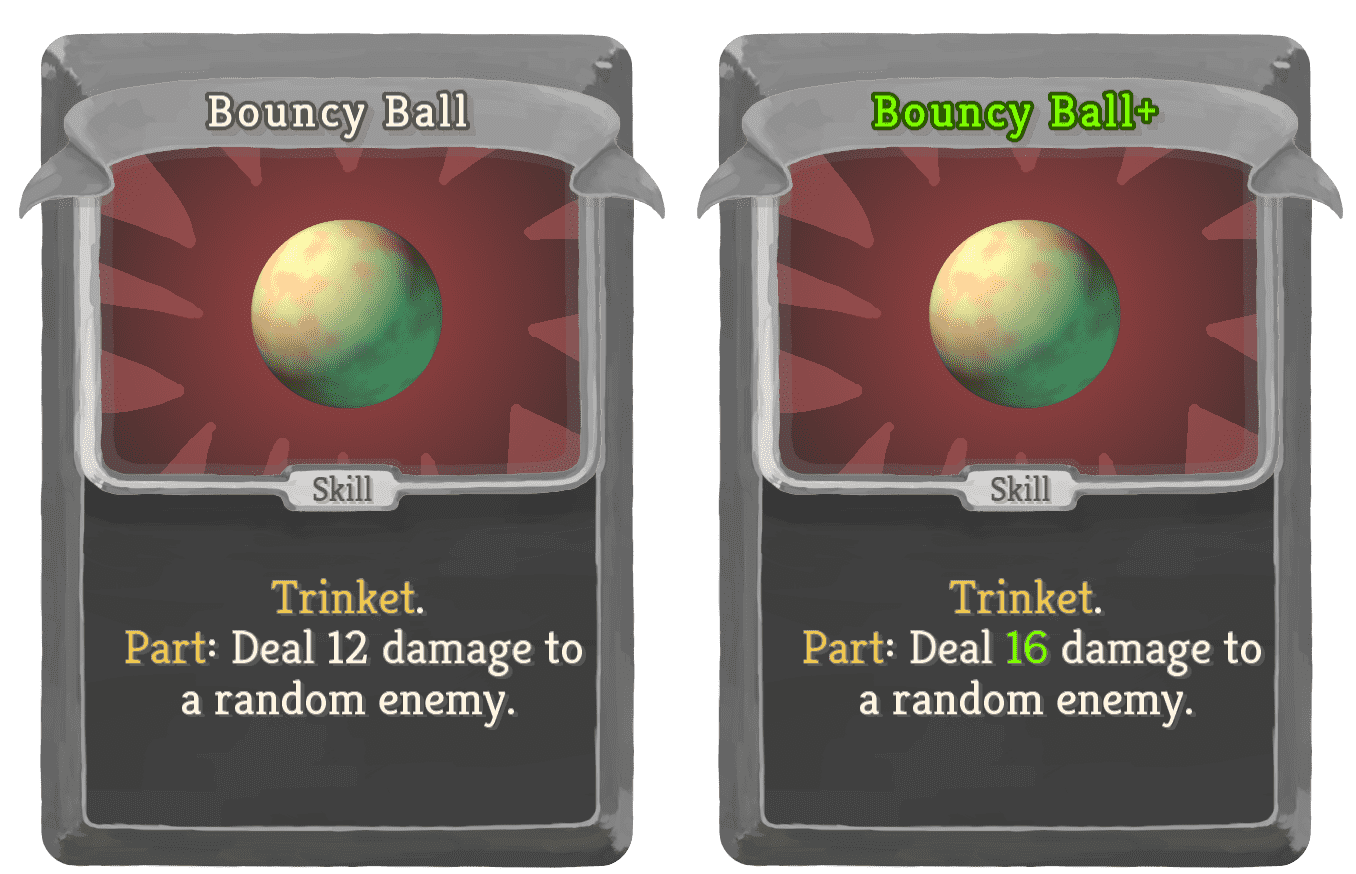 Bouncy Ball
Skill
Trinket.
Part: Deal 12 damage to
a random enemy.
Bouncy Ball+
Skill
Trinket.
Part: Deal 16 damage to
a random enemy.